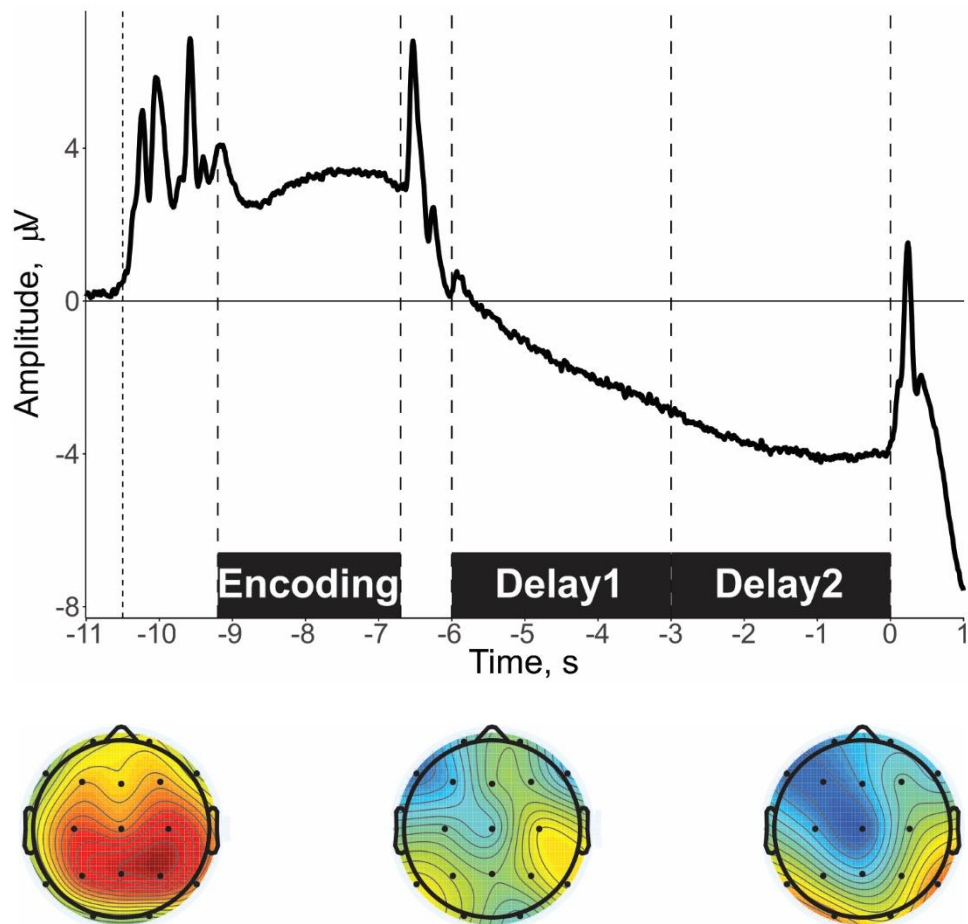 4
Amplitude, μV
0
-4
-8
Encoding
Delay1
Delay2
-11 -10 -9 -8 -7 -6 -5 -4 -3 -2 -1 0 1
Time, s